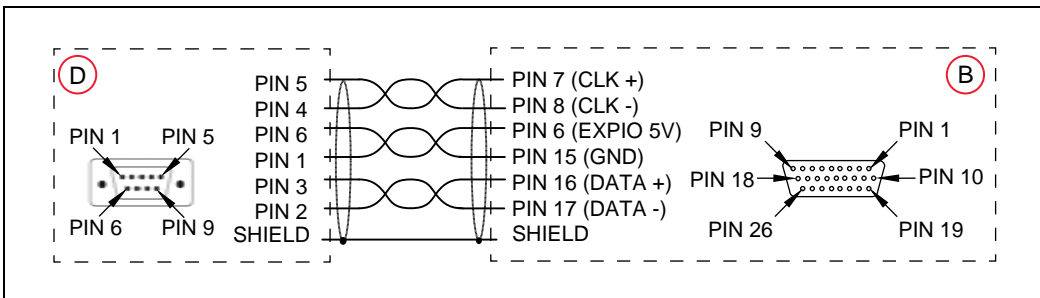 D
B
PIN 5
PIN 7 (CLK +)
PIN 4
PIN 8 (CLK -)
PIN 6
PIN 6 (EXPIO 5V)
PIN 1
PIN 15 (GND)
PIN 3
PIN 16 (DATA +)
PIN 2
PIN 17 (DATA -)
SHIELD
SHIELD
PIN 1
PIN 5
PIN 6
PIN 9
PIN 9
PIN 1
PIN 18
PIN 10
PIN 26
PIN 19